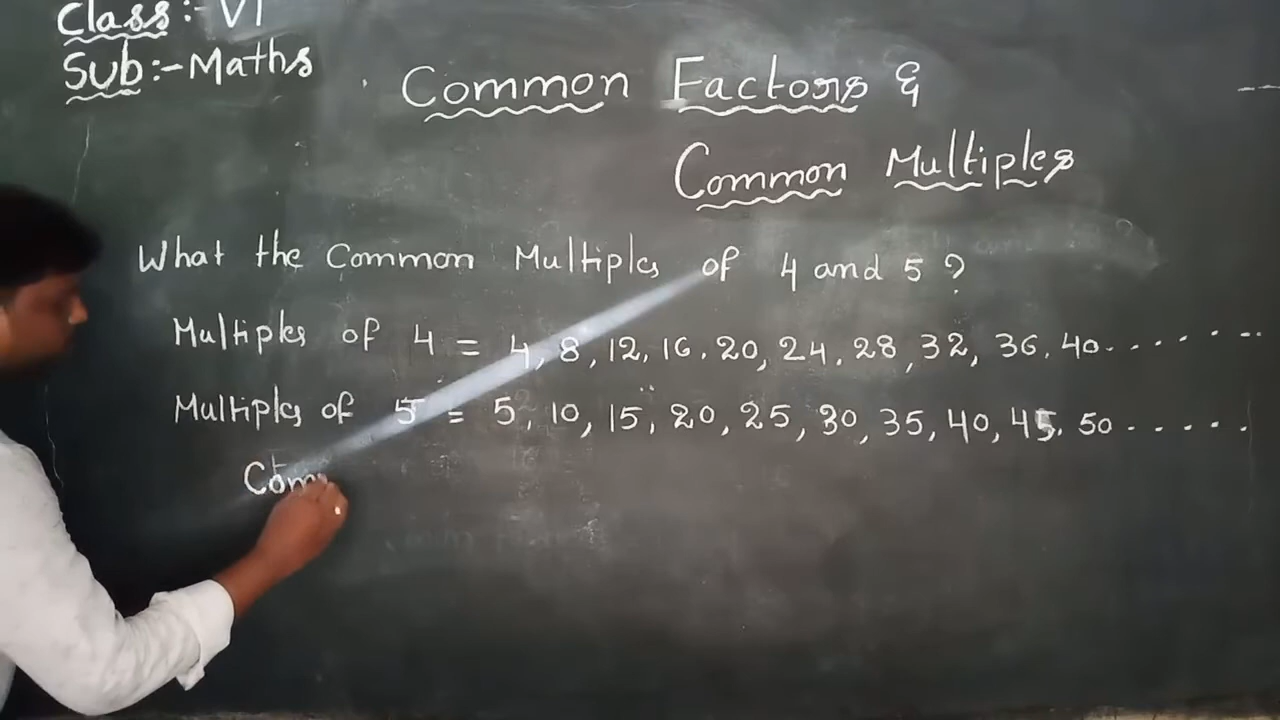 Class:- VI
Sub:- Maths
Common Factors &
Common Multiples
What the Common Multiples of 4 and 5 ?
Multiples of 4 = 4, 8, 12, 16. 20, 24. 28, 32, 36. 40.........
Multiples of 5 = 5, 10, 15, 20, 25, 30, 35, 40, 45. 50......
Com